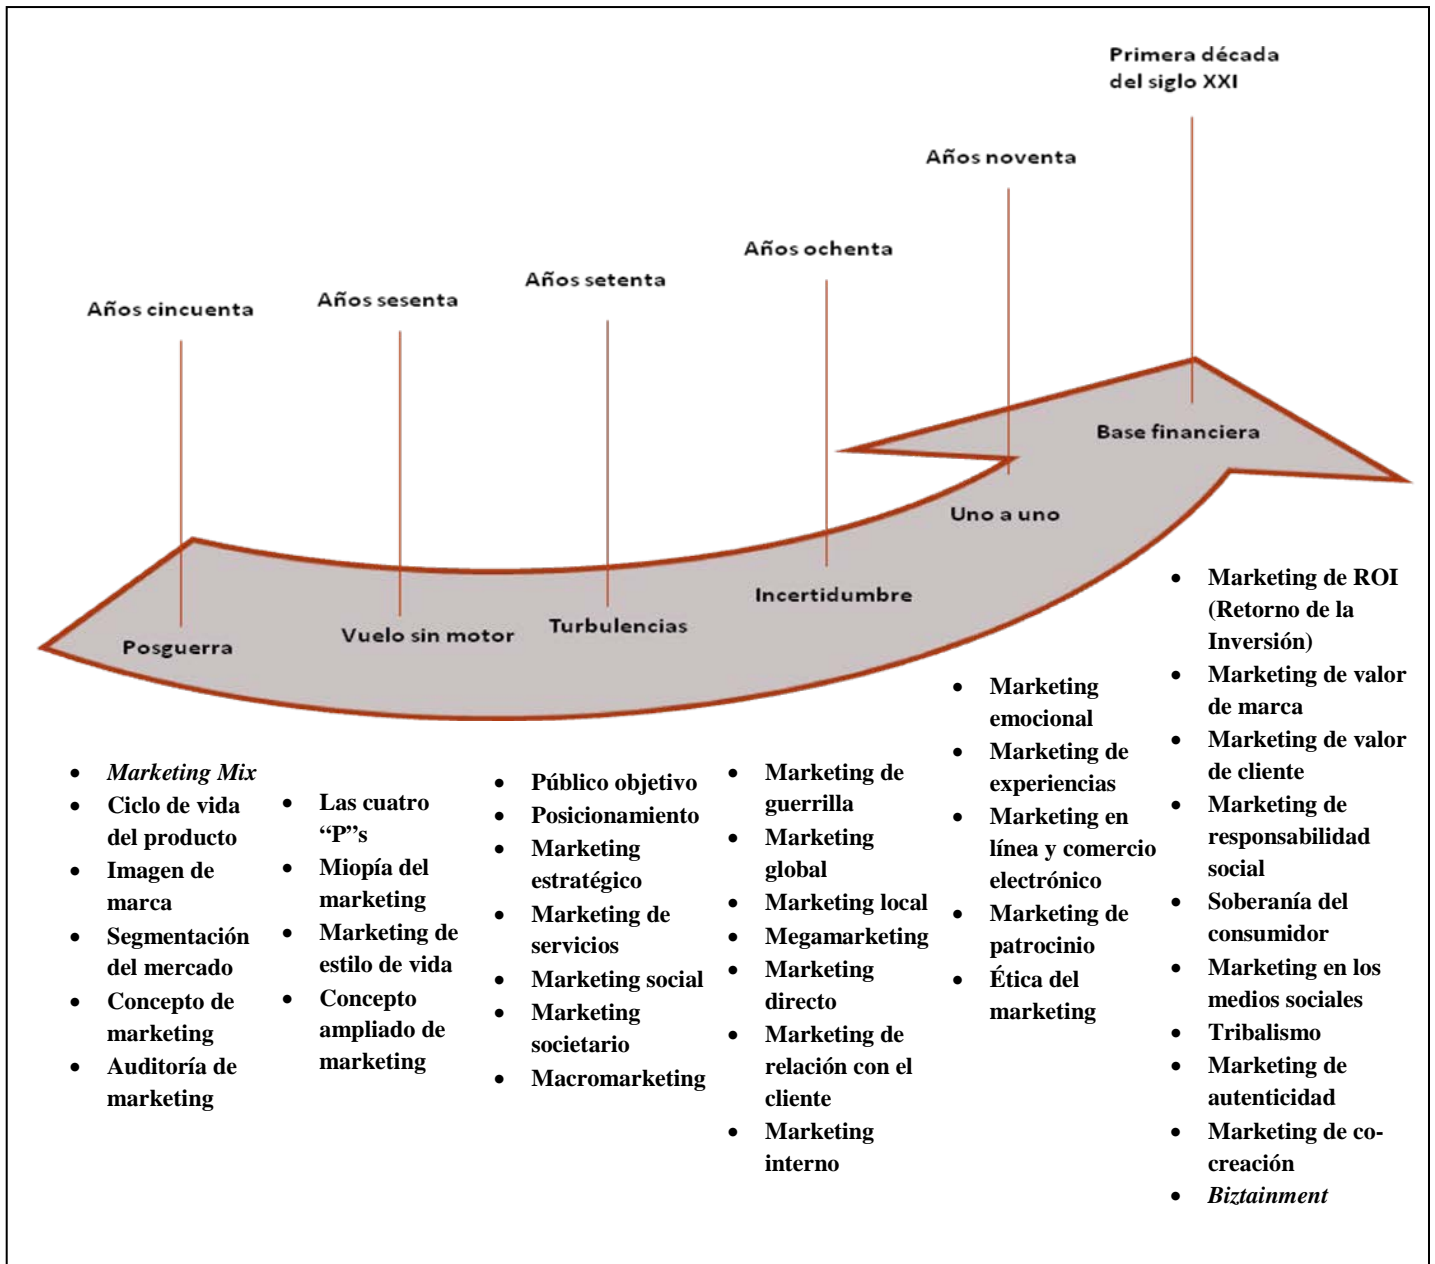 Primera década
del siglo XXI
Años noventa
Años ochenta
Años setenta
Años sesenta
Años cincuenta
Base financiera
Uno a uno
Incertidumbre
Turbulencias
Vuelo sin motor
Posguerra
• Marketing Mix
• Ciclo de vida
del producto
• Imagen de
marca
• Segmentación
del mercado
• Concepto de
marketing
• Auditoría de
marketing
• Las cuatro
“P”s
• Miopía del
marketing
• Marketing de
estilo de vida
• Concepto
ampliado de
marketing
• Público objetivo
• Posicionamiento
• Marketing
estratégico
• Marketing de
servicios
• Marketing social
• Marketing
societario
• Macromarketing
• Marketing de
guerrilla
• Marketing
global
• Marketing local
• Megamarketing
• Marketing
directo
• Marketing de
relación con el
cliente
• Marketing
interno
• Marketing
emocional
• Marketing de
experiencias
• Marketing en
línea y comercio
electrónico
• Marketing de
patrocinio
• Ética del
marketing
• Marketing de ROI
(Retorno de la
Inversión)
• Marketing de valor
de marca
• Marketing de valor
de cliente
• Marketing de
responsabilidad
social
• Soberanía del
consumidor
• Marketing en los
medios sociales
• Tribalismo
• Marketing de
autenticidad
• Marketing de co-
creación
• Biztainment